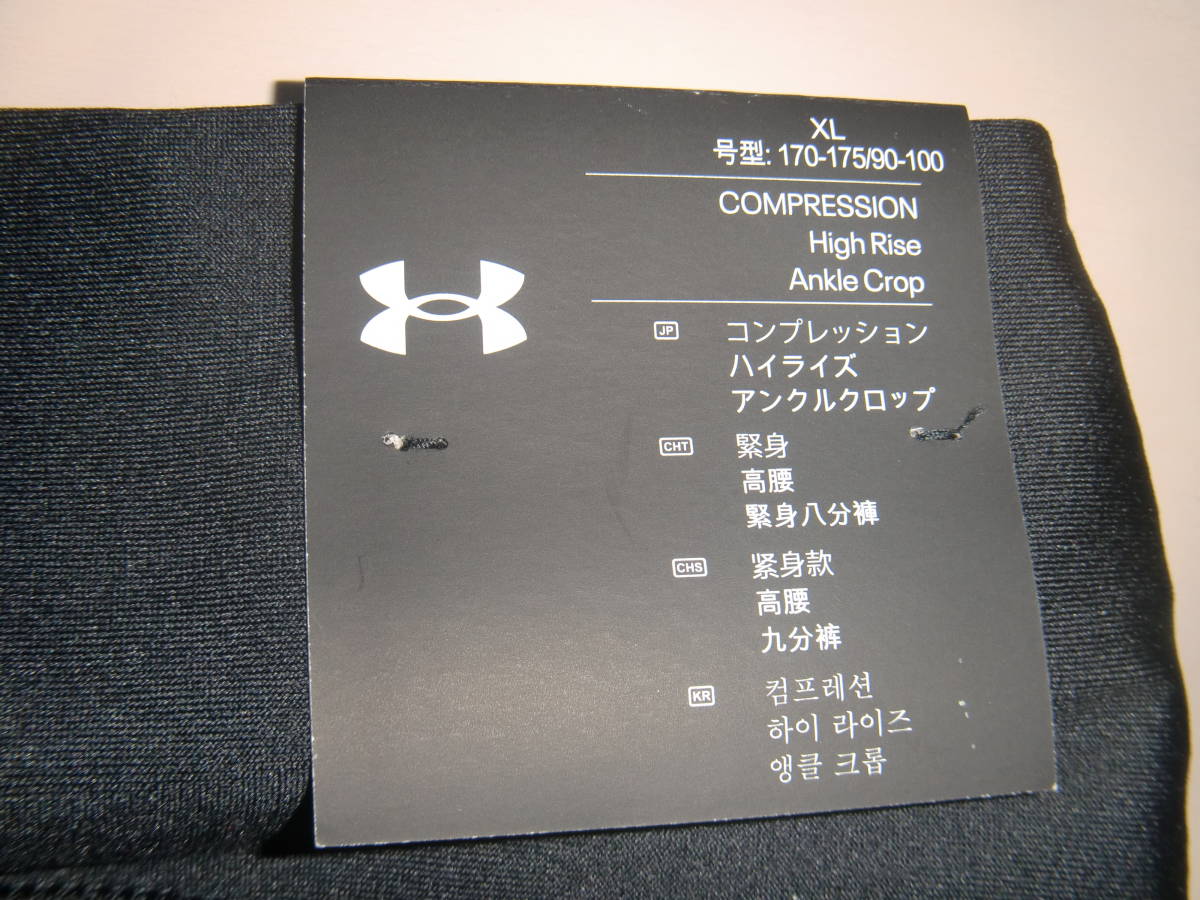 XL
号型: 170-175/90-100
COMPRESSION
High Rise
Ankle Crop
JP コンプレッション
ハイライズ
アンクルクロップ
CHT 緊身
高腰
緊身八分褲
CHS 紧身款
高腰
九分裤
KR 컴프레션
하이 라이즈
앵클 크롭